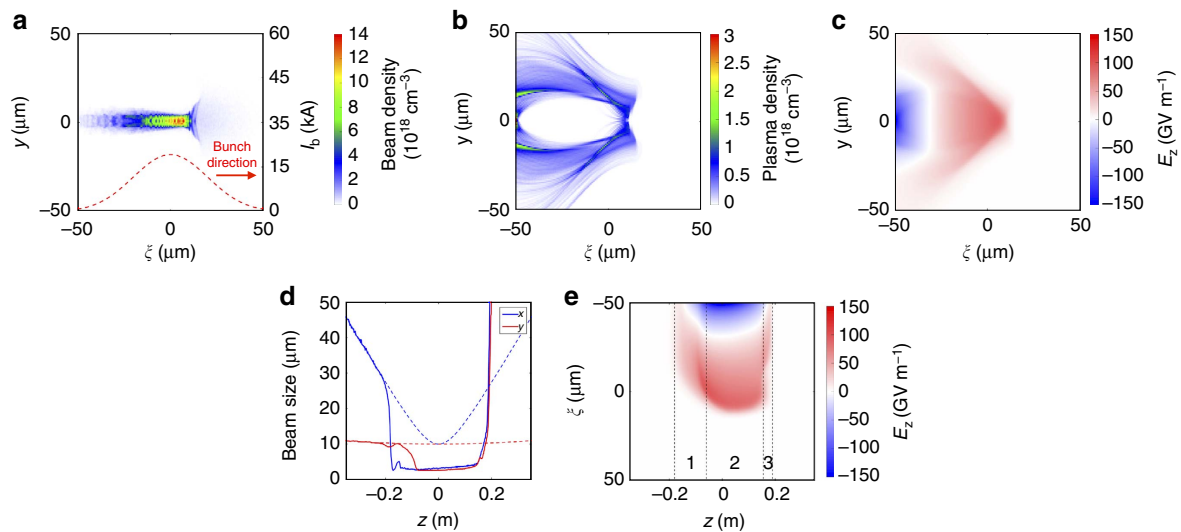 a
50
0
−50
y (μm)
−50
0
50
ξ (μm)
Bunch
direction
60
45
30
15
0
I_b (kA)
14
12
10
8
6
4
2
0
Beam density
(10^18 cm^−3)
b
50
0
−50
y (μm)
−50
0
50
ξ (μm)
3
2.5
2
1.5
1
0.5
0
Plasma density
(10^18 cm^−3)
c
50
0
−50
y (μm)
−50
0
50
ξ (μm)
150
100
50
0
−50
−100
−150
E_z (GV m^−1)
d
50
40
30
20
10
0
Beam size (μm)
x
y
−0.2
0
0.2
z (m)
e
−50
0
50
ξ (μm)
1
2
3
−0.2
0
0.2
z (m)
150
100
50
0
−50
−100
−150
E_z (GV m^−1)